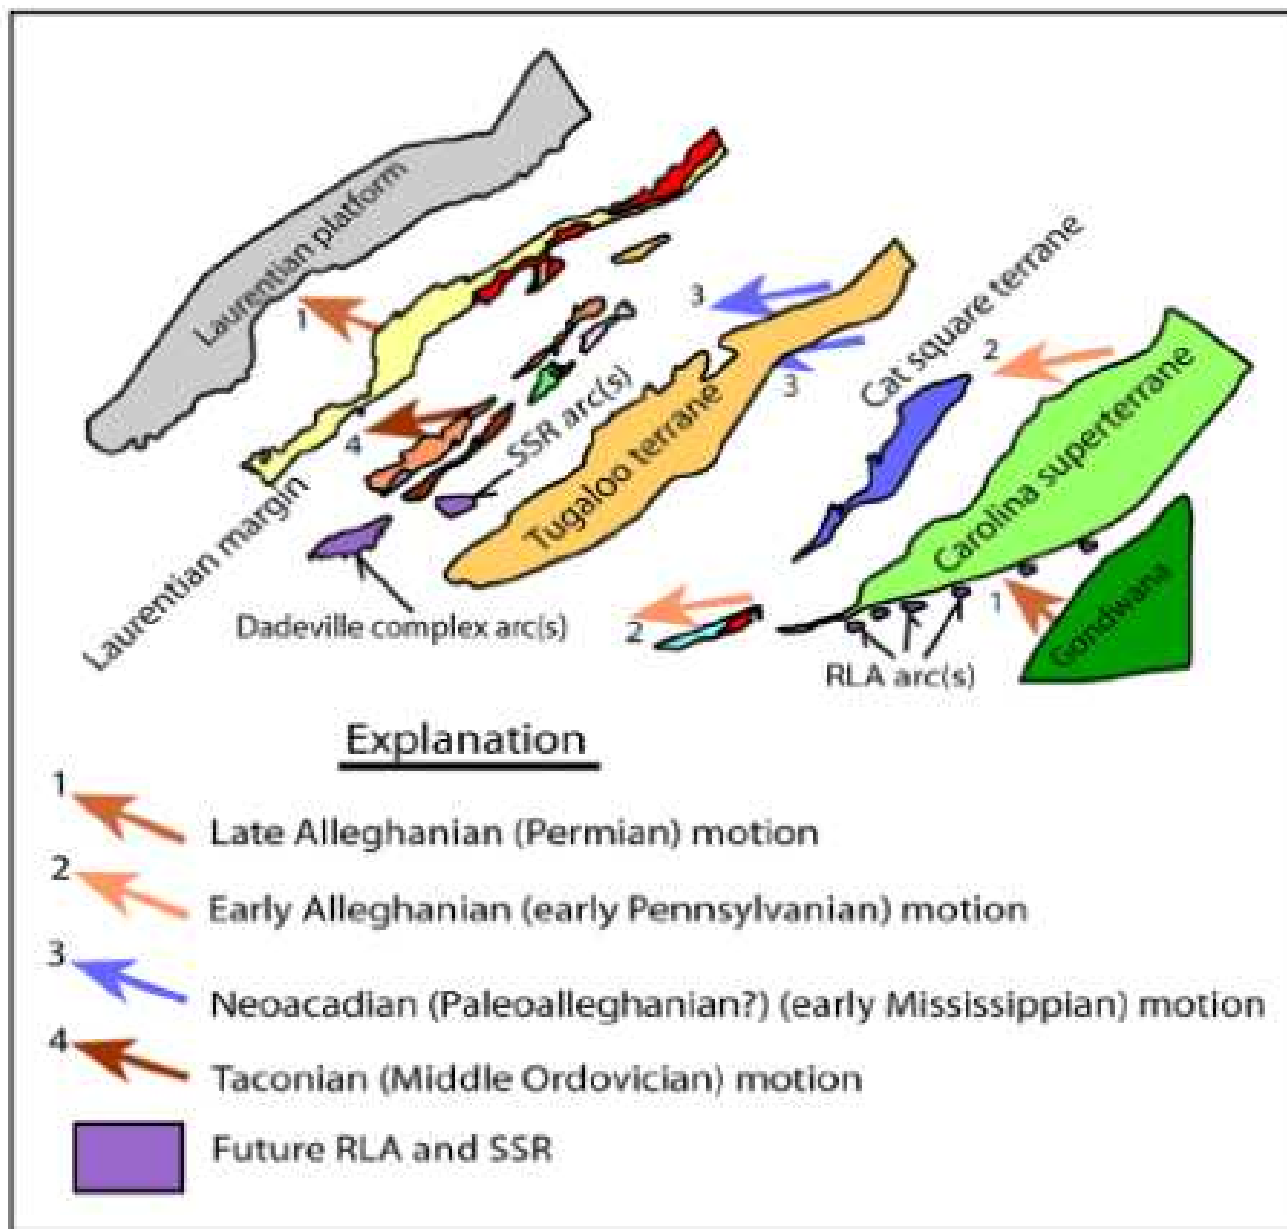 Laurentian platform
1
3
Cat square terrane
2
3
4
SSR arc(s)
Tugaloo terrane
Carolina superterrane
Laurentian margin
Dadeville complex arc(s)
2
1
Gondwana
RLA arc(s)
Explanation
1
Late Alleghanian (Permian) motion
2
Early Alleghanian (early Pennsylvanian) motion
3
Neoacadian (Paleoalleghanian?) (early Mississippian) motion
4
Taconian (Middle Ordovician) motion
Future RLA and SSR